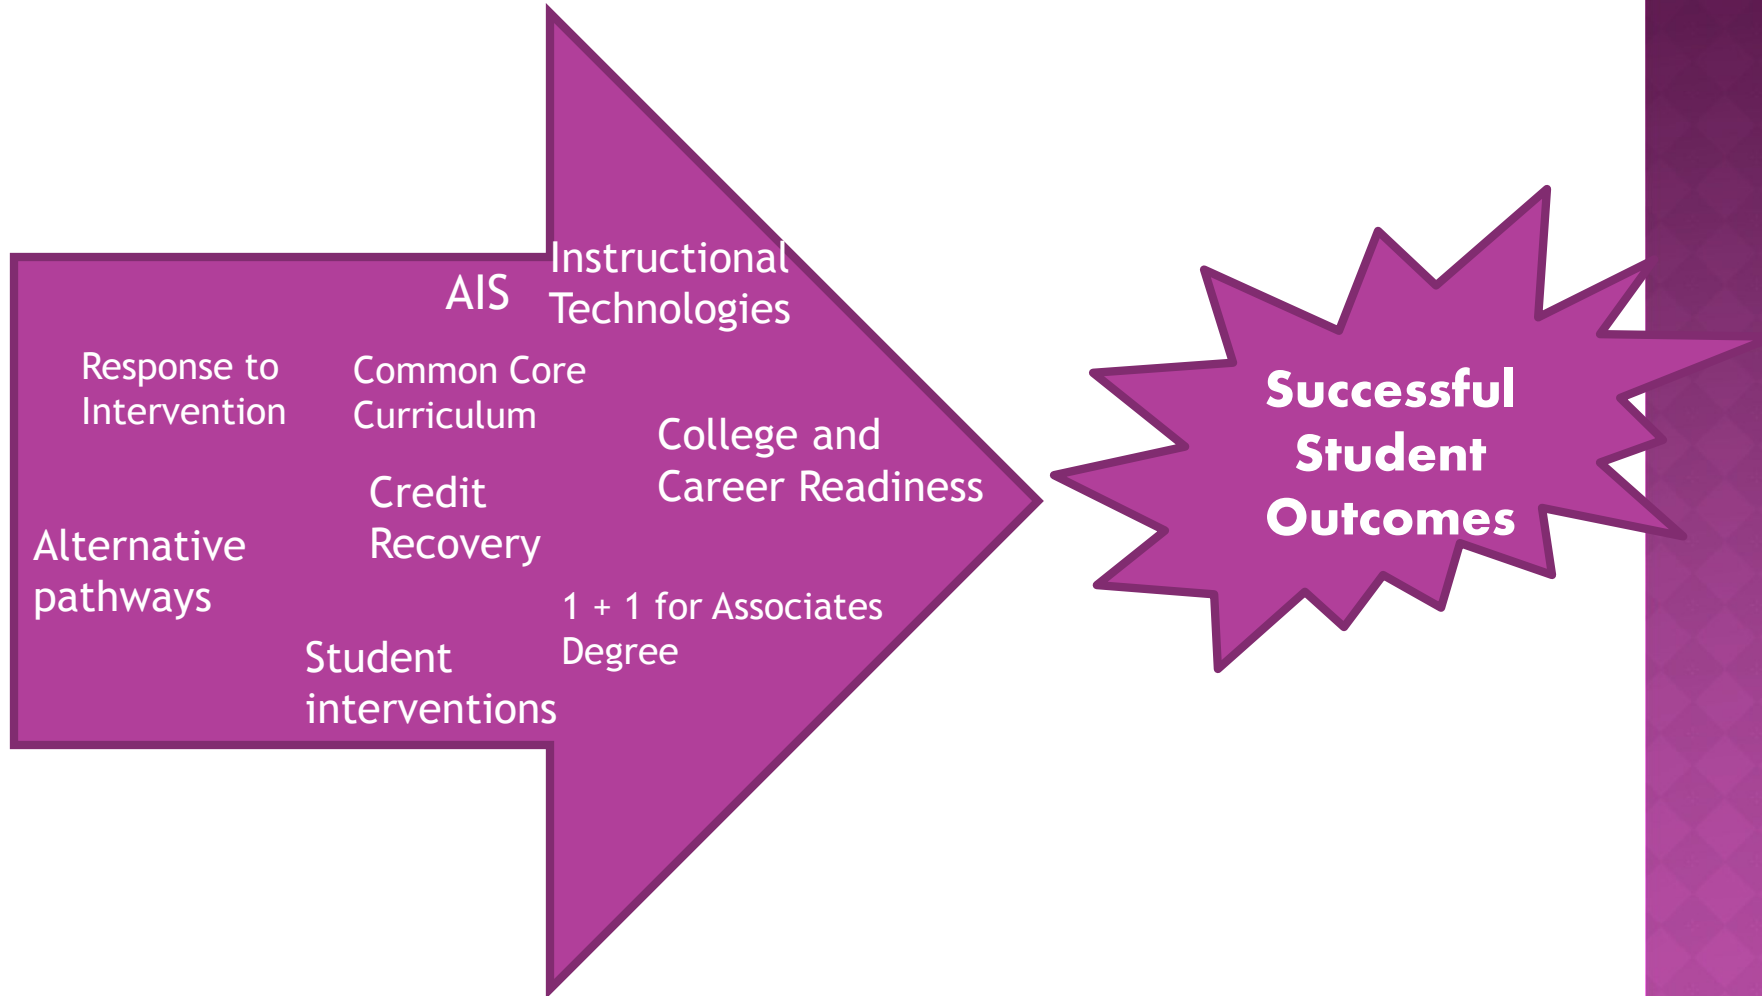 AIS
Instructional
Technologies
Response to
Intervention
Common Core
Curriculum
College and
Career Readiness
Credit
Recovery
Alternative
pathways
1 + 1 for Associates
Degree
Student
interventions
Successful
Student
Outcomes